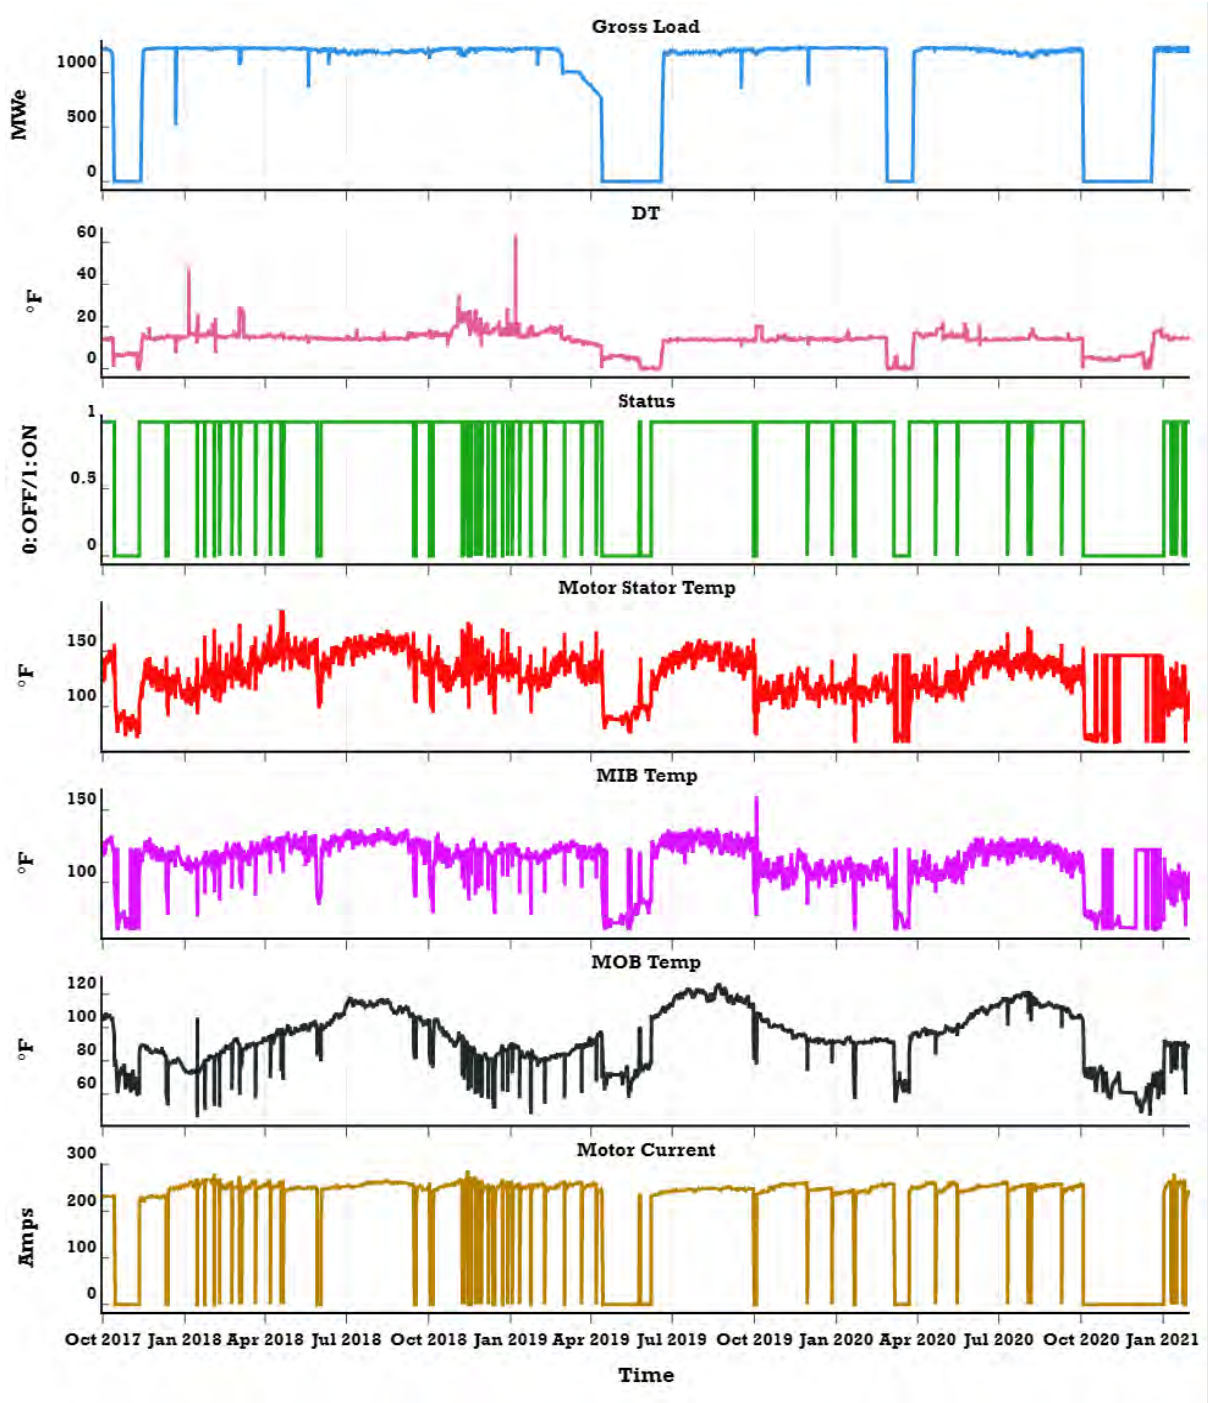 Gross Load
MWe
1000
500
0
DT
°F
60
40
20
0
Status
0:OFF/1:ON
1
0.5
0
Motor Stator Temp
°F
150
100
MIB Temp
°F
150
100
MOB Temp
°F
120
100
80
60
Motor Current
Amps
300
200
100
0
Oct 2017 Jan 2018 Apr 2018 Jul 2018 Oct 2018 Jan 2019 Apr 2019 Jul 2019 Oct 2019 Jan 2020 Apr 2020 Jul 2020 Oct 2020 Jan 2021
Time